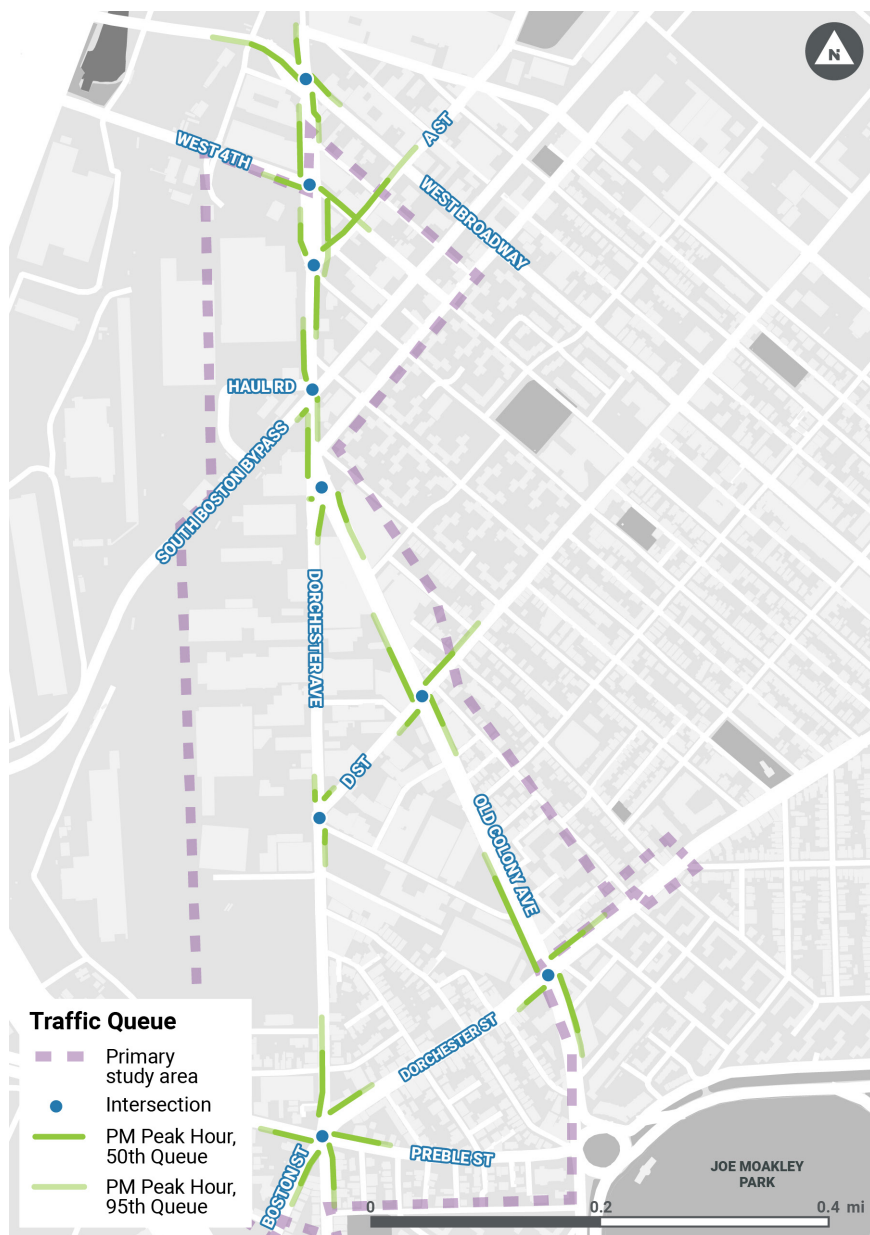 N
A ST
WEST 4TH
WEST BROADWAY
HAUL RD
SOUTH BOSTON BYPASS
DORCHESTER AVE
D ST
OLD COLONY AVE
DORCHESTER ST
PREBLE ST
BOSTON ST
JOE MOAKLEY
PARK
Traffic Queue
Primary
study area
Intersection
PM Peak Hour,
50th Queue
PM Peak Hour,
95th Queue
0
0.2
0.4 mi